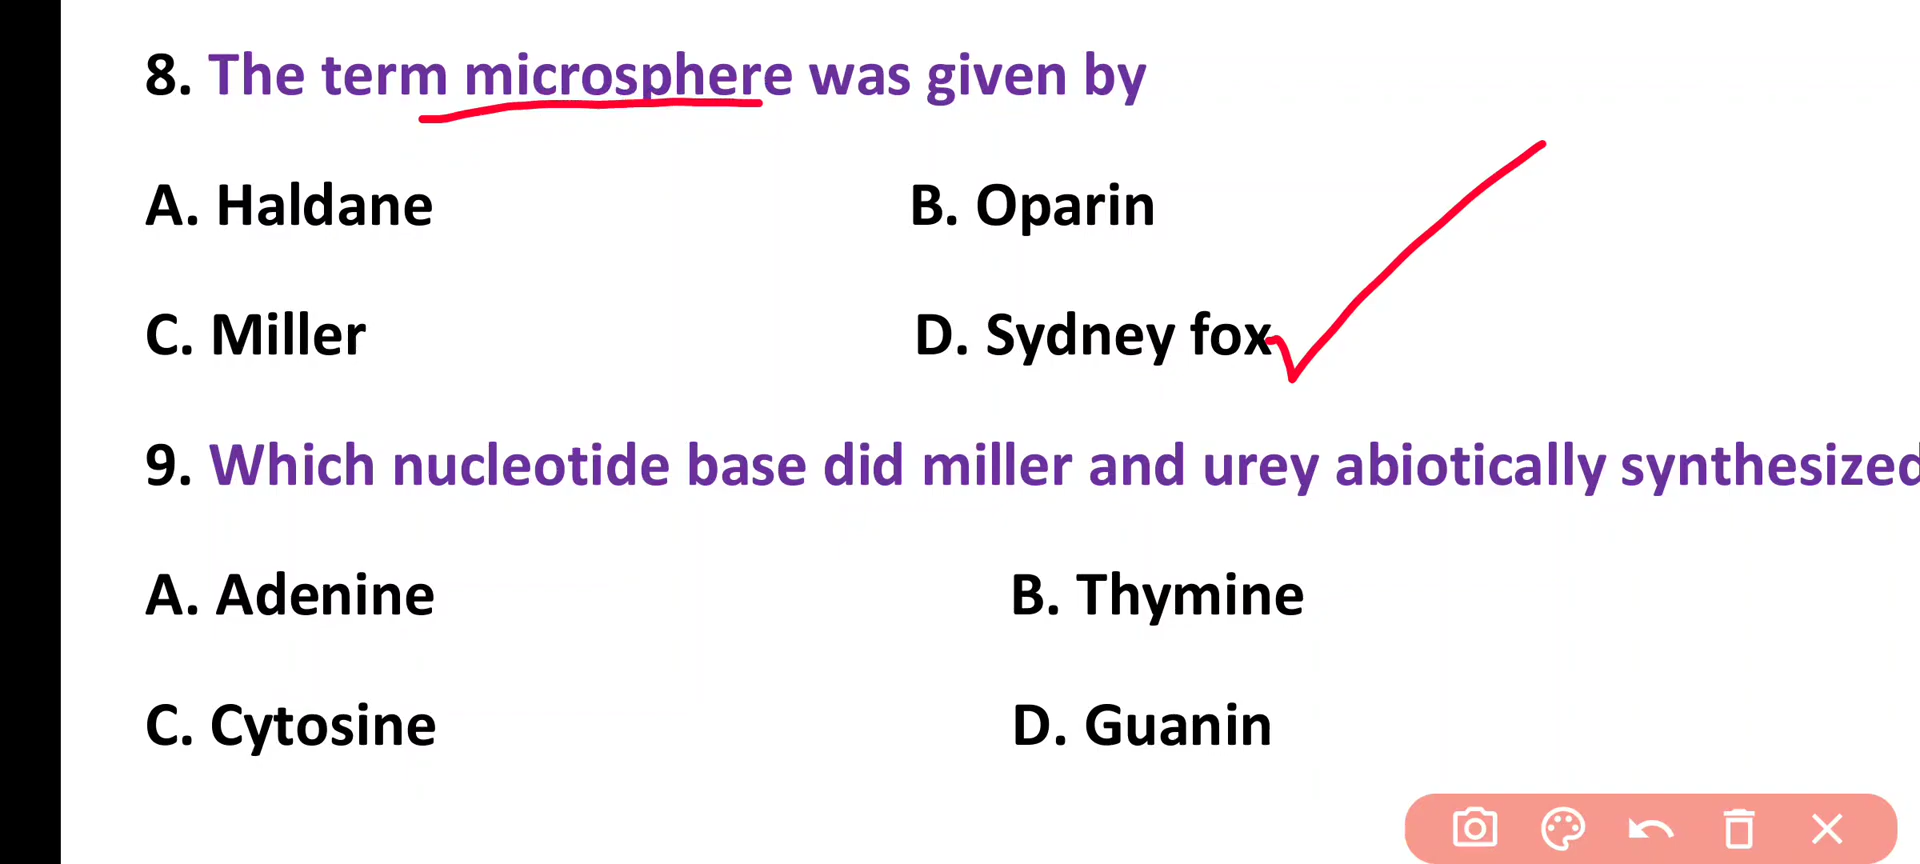 8. The term microsphere was given by
A. Haldane B. Oparin
C. Miller D. Sydney fox
9. Which nucleotide base did miller and urey abiotically synthesized
A. Adenine B. Thymine
C. Cytosine D. Guanin